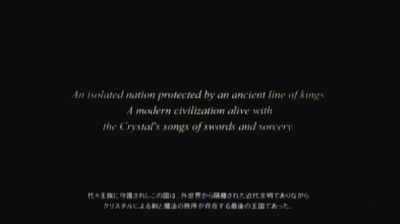 An isolated nation protected by an ancient line of kings.
A modern civilization alive with
the Crystal's songs of swords and sorcery.
代々王族に守護されしこの国は、外世界から隔離された近代文明でありながら
クリスタルによる剣と魔法の秩序が存在する最後の王国であった。